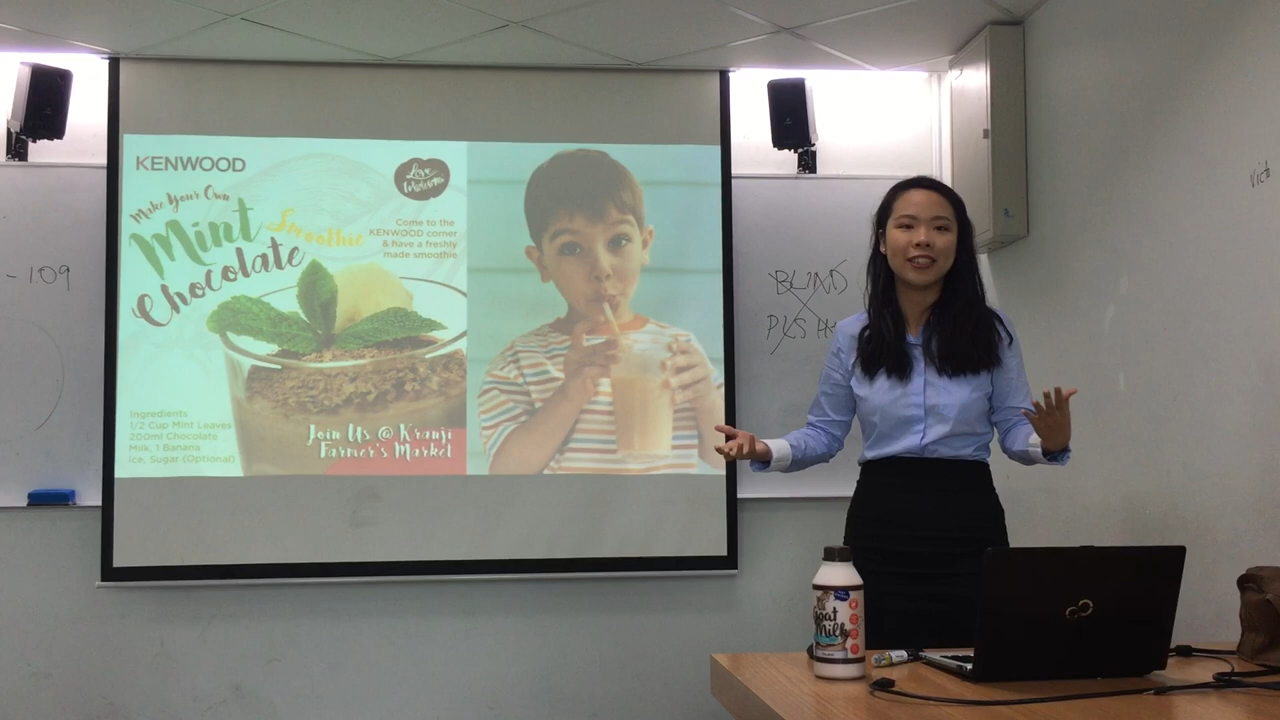 KENWOOD
Love
Make Your Own
Mint
Smoothie
Chocolate
Come to the
KENWOOD corner
& have a freshly
made smoothie
Ingredients
1/2 Cup Mint Leaves
200ml Chocolate
Milk, 1 Banana
Ice, Sugar (Optional)
Join Us @ Kranji
Farmer's Market
-109
BLIND
Goat
Milk